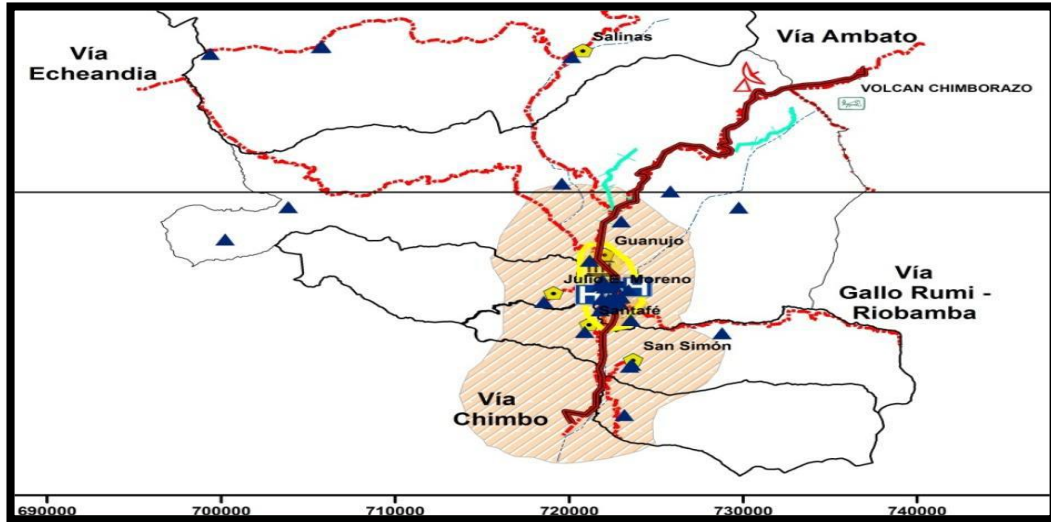 Vía
Echeandia
Salinas
Vía Ambato
VOLCAN CHIMBORAZO
Guanujo
Julio E. Moreno
Santafé
San Simón
Vía
Gallo Rumi -
Riobamba
Vía
Chimbo
690000 700000 710000 720000 730000 740000